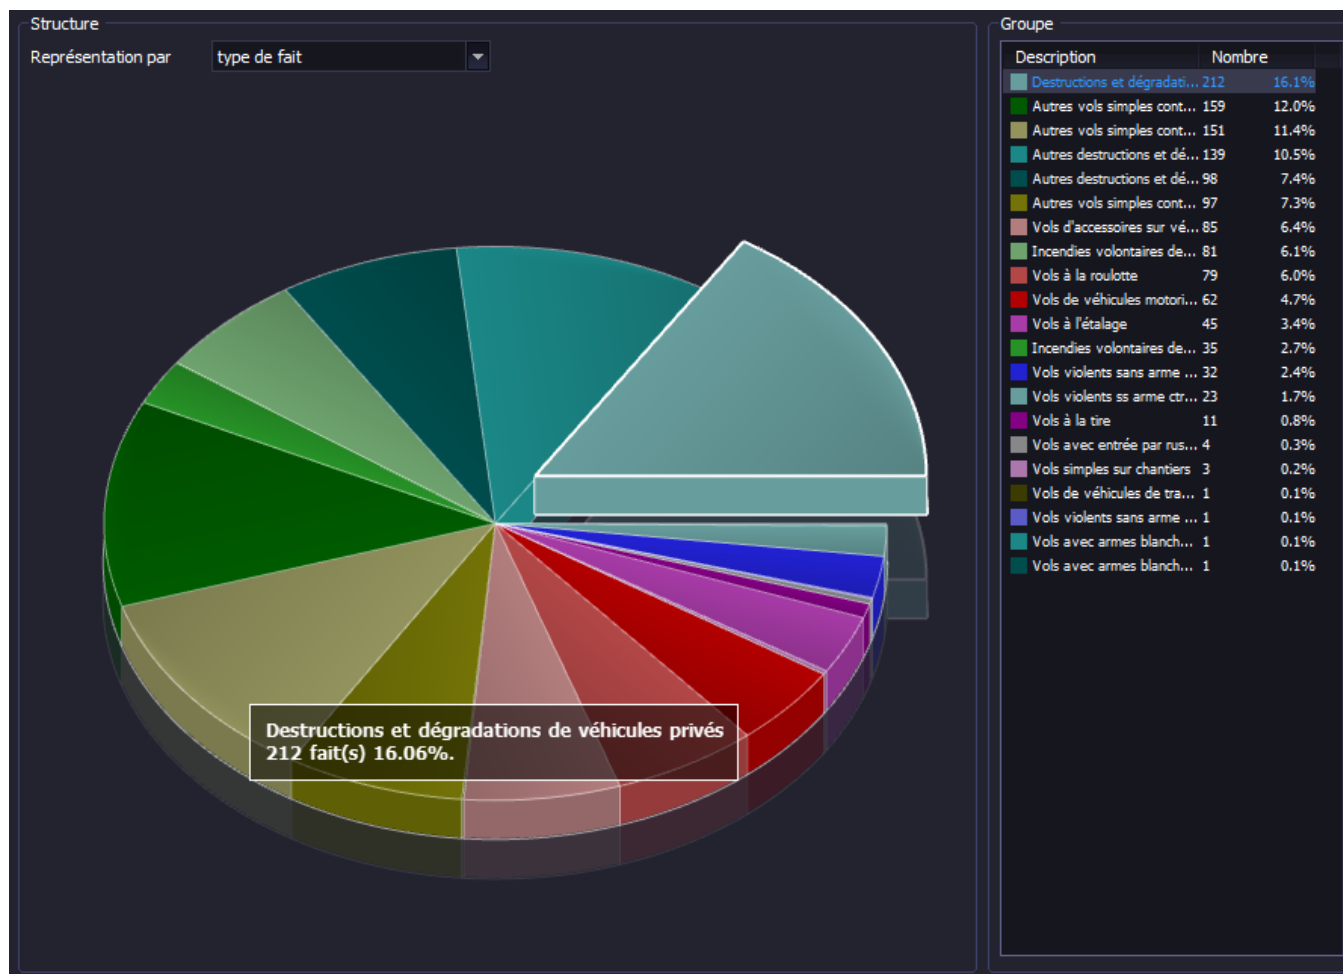 Structure
Représentation par type de fait
Destructions et dégradations de véhicules privés
212 fait(s) 16.06%.
Groupe
Description Nombre
Destructions et dégradati... 212 16.1%
Autres vols simples cont... 159 12.0%
Autres vols simples cont... 151 11.4%
Autres destructions et dé... 139 10.5%
Autres destructions et dé... 98 7.4%
Autres vols simples cont... 97 7.3%
Vols d'accessoires sur vé... 85 6.4%
Incendies volontaires de... 81 6.1%
Vols à la roulotte 79 6.0%
Vols de véhicules motori... 62 4.7%
Vols à l'étalage 45 3.4%
Incendies volontaires de... 35 2.7%
Vols violents sans arme ... 32 2.4%
Vols violents ss arme ctr... 23 1.7%
Vols à la tire 11 0.8%
Vols avec entrée par rus... 4 0.3%
Vols simples sur chantiers 3 0.2%
Vols de véhicules de tra... 1 0.1%
Vols violents sans arme ... 1 0.1%
Vols avec armes blanch... 1 0.1%
Vols avec armes blanch... 1 0.1%